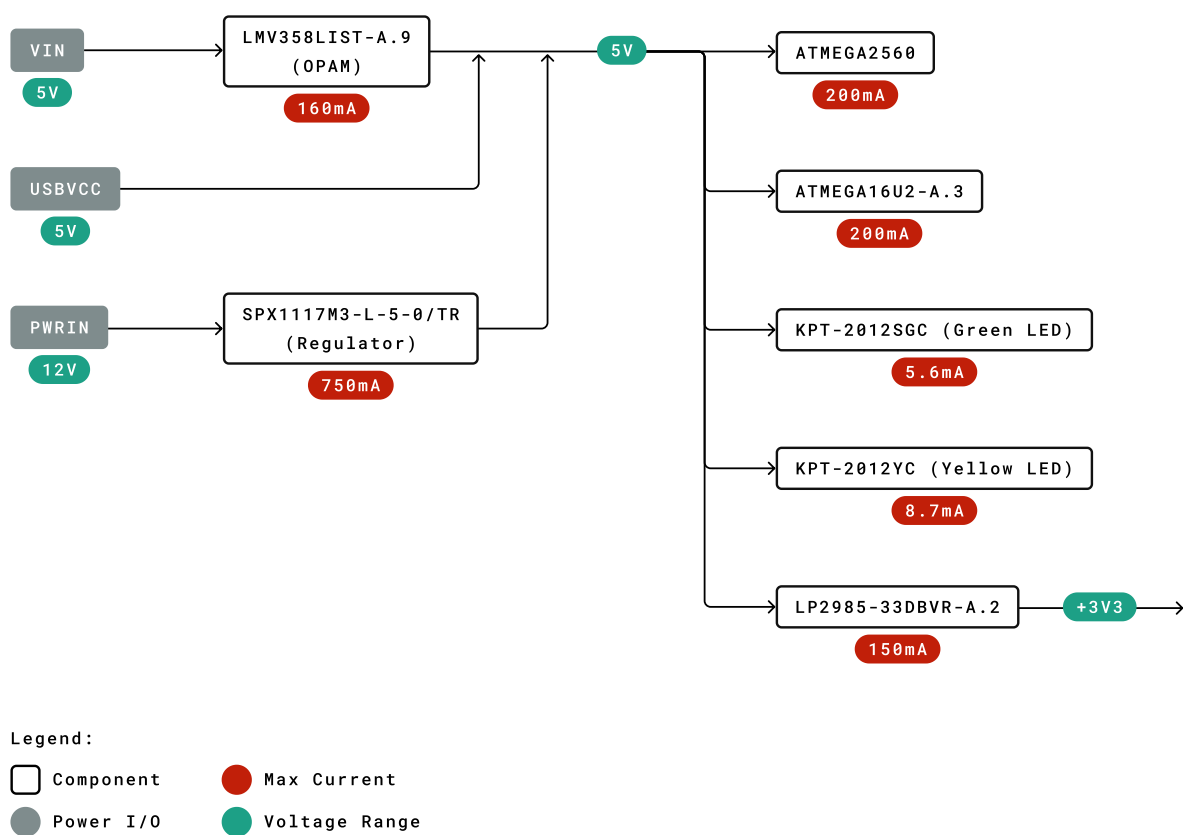 VIN
5V
LMV358LIST-A.9
(OPAM)
160mA
USBVCC
5V
PWRIN
12V
SPX1117M3-L-5-0/TR
(Regulator)
750mA
5V
ATMEGA2560
200mA
ATMEGA16U2-A.3
200mA
KPT-2012SGC (Green LED)
5.6mA
KPT-2012YC (Yellow LED)
8.7mA
LP2985-33DBVR-A.2
150mA
+3V3
Legend:
Component
Max Current
Power I/O
Voltage Range